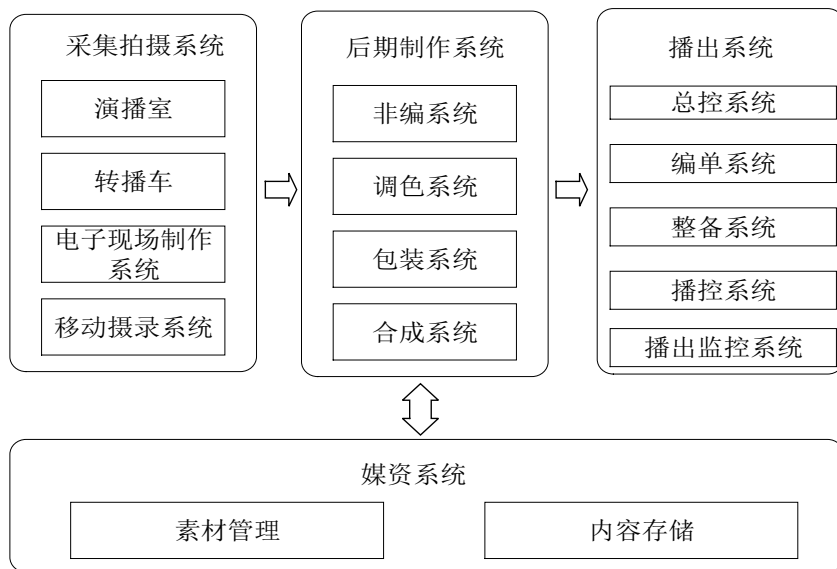 采集拍摄系统
演播室
转播车
电子现场制作
系统
移动摄录系统
后期制作系统
非编系统
调色系统
包装系统
合成系统
播出系统
总控系统
编单系统
整备系统
播控系统
播出监控系统
媒资系统
素材管理
内容存储